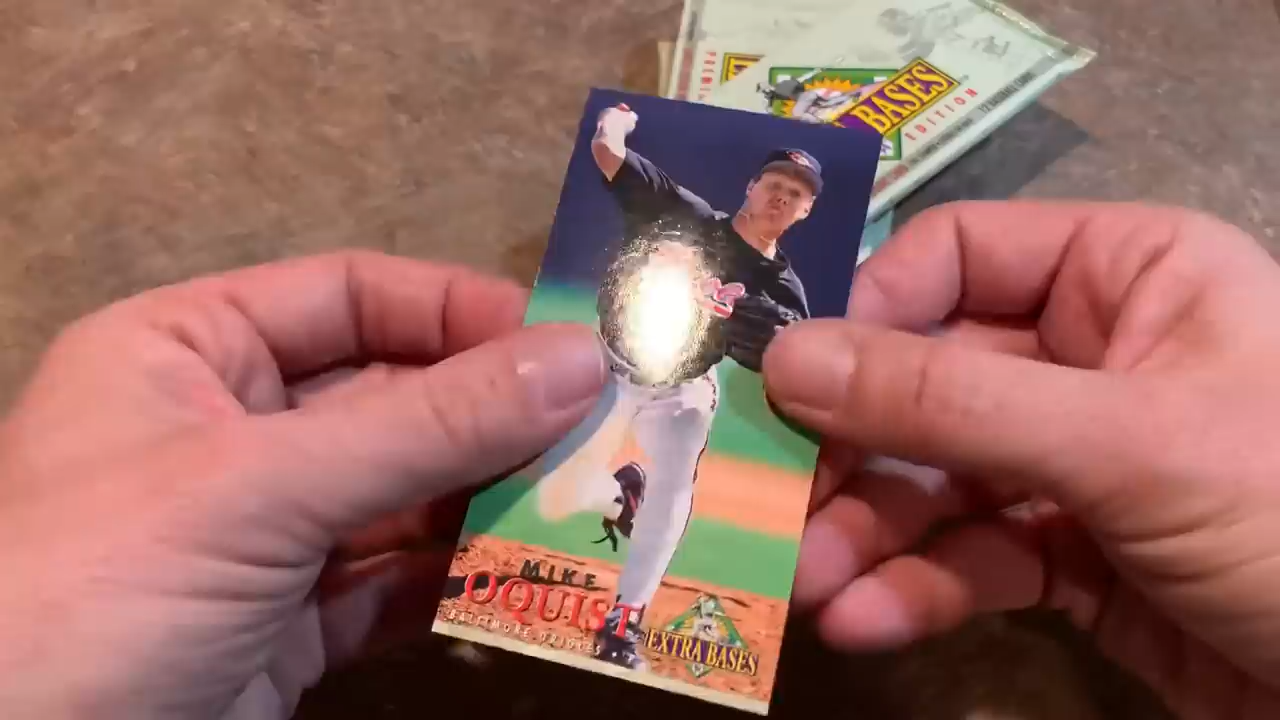 BASES
EDITION
MIKE
OQUIST
BALTIMORE ORIOLES
EXTRA BASES